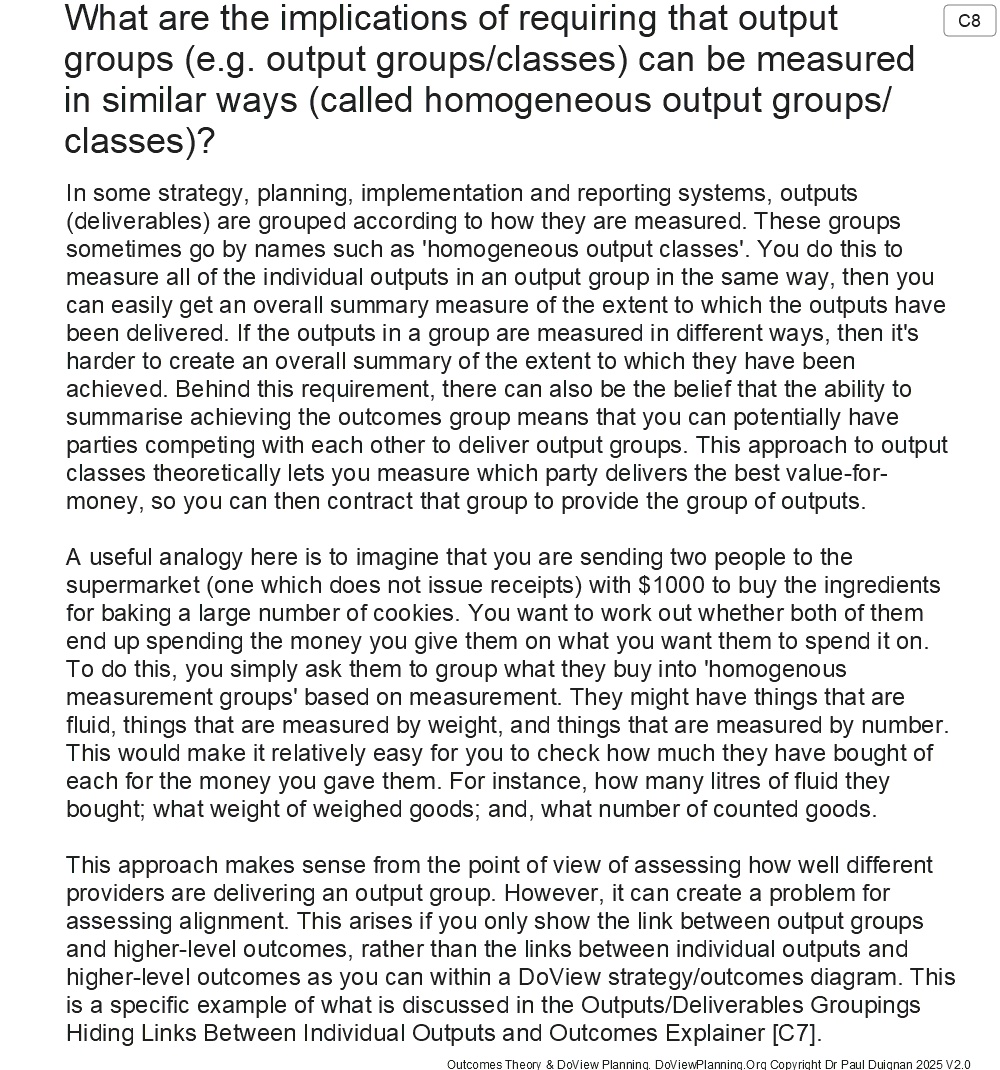 What are the implications of requiring that output
C8
groups (e.g. output groups/classes) can be measured
in similar ways (called homogeneous output groups/
classes)?
In some strategy, planning, implementation and reporting systems, outputs
(deliverables) are grouped according to how they are measured. These groups
sometimes go by names such as 'homogeneous output classes'. You do this to
measure all of the individual outputs in an output group in the same way, then you
can easily get an overall summary measure of the extent to which the outputs have
been delivered. If the outputs in a group are measured in different ways, then it's
harder to create an overall summary of the extent to which they have been
achieved. Behind this requirement, there can also be the belief that the ability to
summarise achieving the outcomes group means that you can potentially have
parties competing with each other to deliver output groups. This approach to output
classes theoretically lets you measure which party delivers the best value-for-
money, so you can then contract that group to provide the group of outputs.
A useful analogy here is to imagine that you are sending two people to the
supermarket (one which does not issue receipts) with $1000 to buy the ingredients
for baking a large number of cookies. You want to work out whether both of them
end up spending the money you give them on what you want them to spend it on.
To do this, you simply ask them to group what they buy into 'homogenous
measurement groups' based on measurement. They might have things that are
fluid, things that are measured by weight, and things that are measured by number.
This would make it relatively easy for you to check how much they have bought of
each for the money you gave them. For instance, how many litres of fluid they
bought; what weight of weighed goods; and, what number of counted goods.
This approach makes sense from the point of view of assessing how well different
providers are delivering an output group. However, it can create a problem for
assessing alignment. This arises if you only show the link between output groups
and higher-level outcomes, rather than the links between individual outputs and
higher-level outcomes as you can within a DoView strategy/outcomes diagram. This
is a specific example of what is discussed in the Outputs/Deliverables Groupings
Hiding Links Between Individual Outputs and Outcomes Explainer [C7].
Outcomes Theory & DoView Planning. DoViewPlanning.Org Copyright Dr Paul Duignan 2025 V2.0